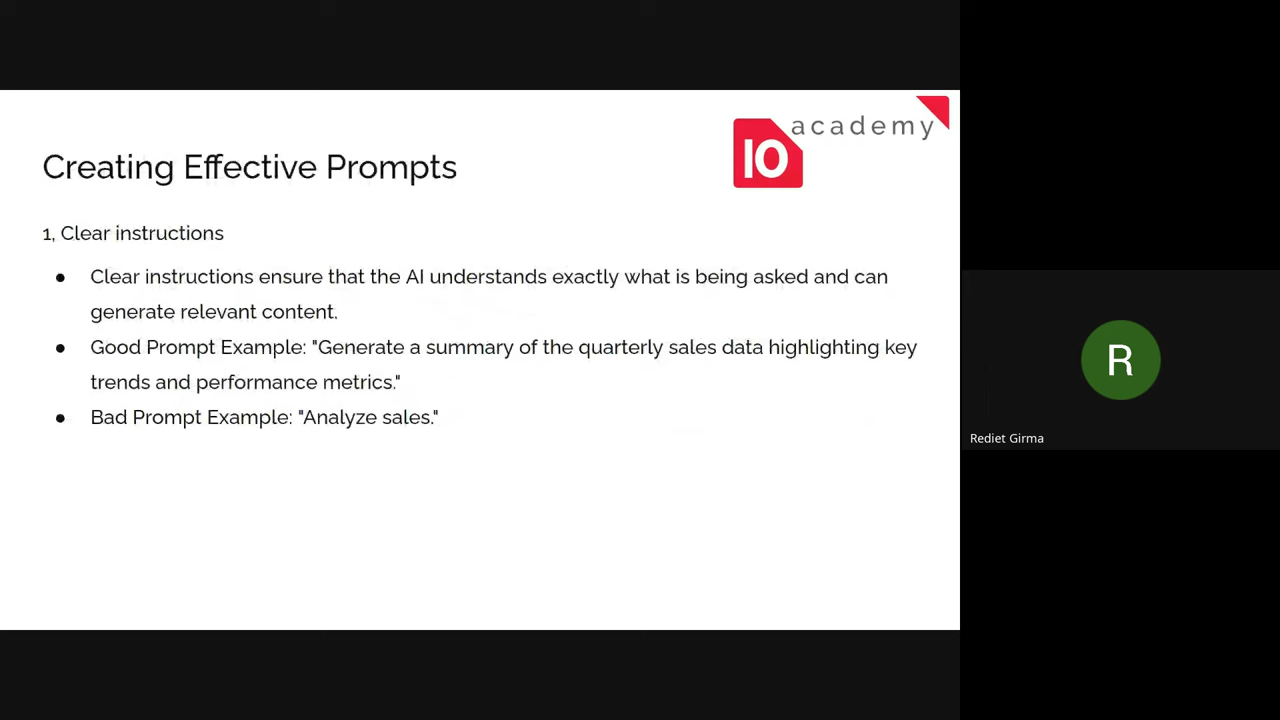 10 academy
Creating Effective Prompts
1, Clear instructions
● Clear instructions ensure that the AI understands exactly what is being asked and can
generate relevant content.
● Good Prompt Example: "Generate a summary of the quarterly sales data highlighting key
trends and performance metrics."
● Bad Prompt Example: "Analyze sales."
R
Rediet Girma